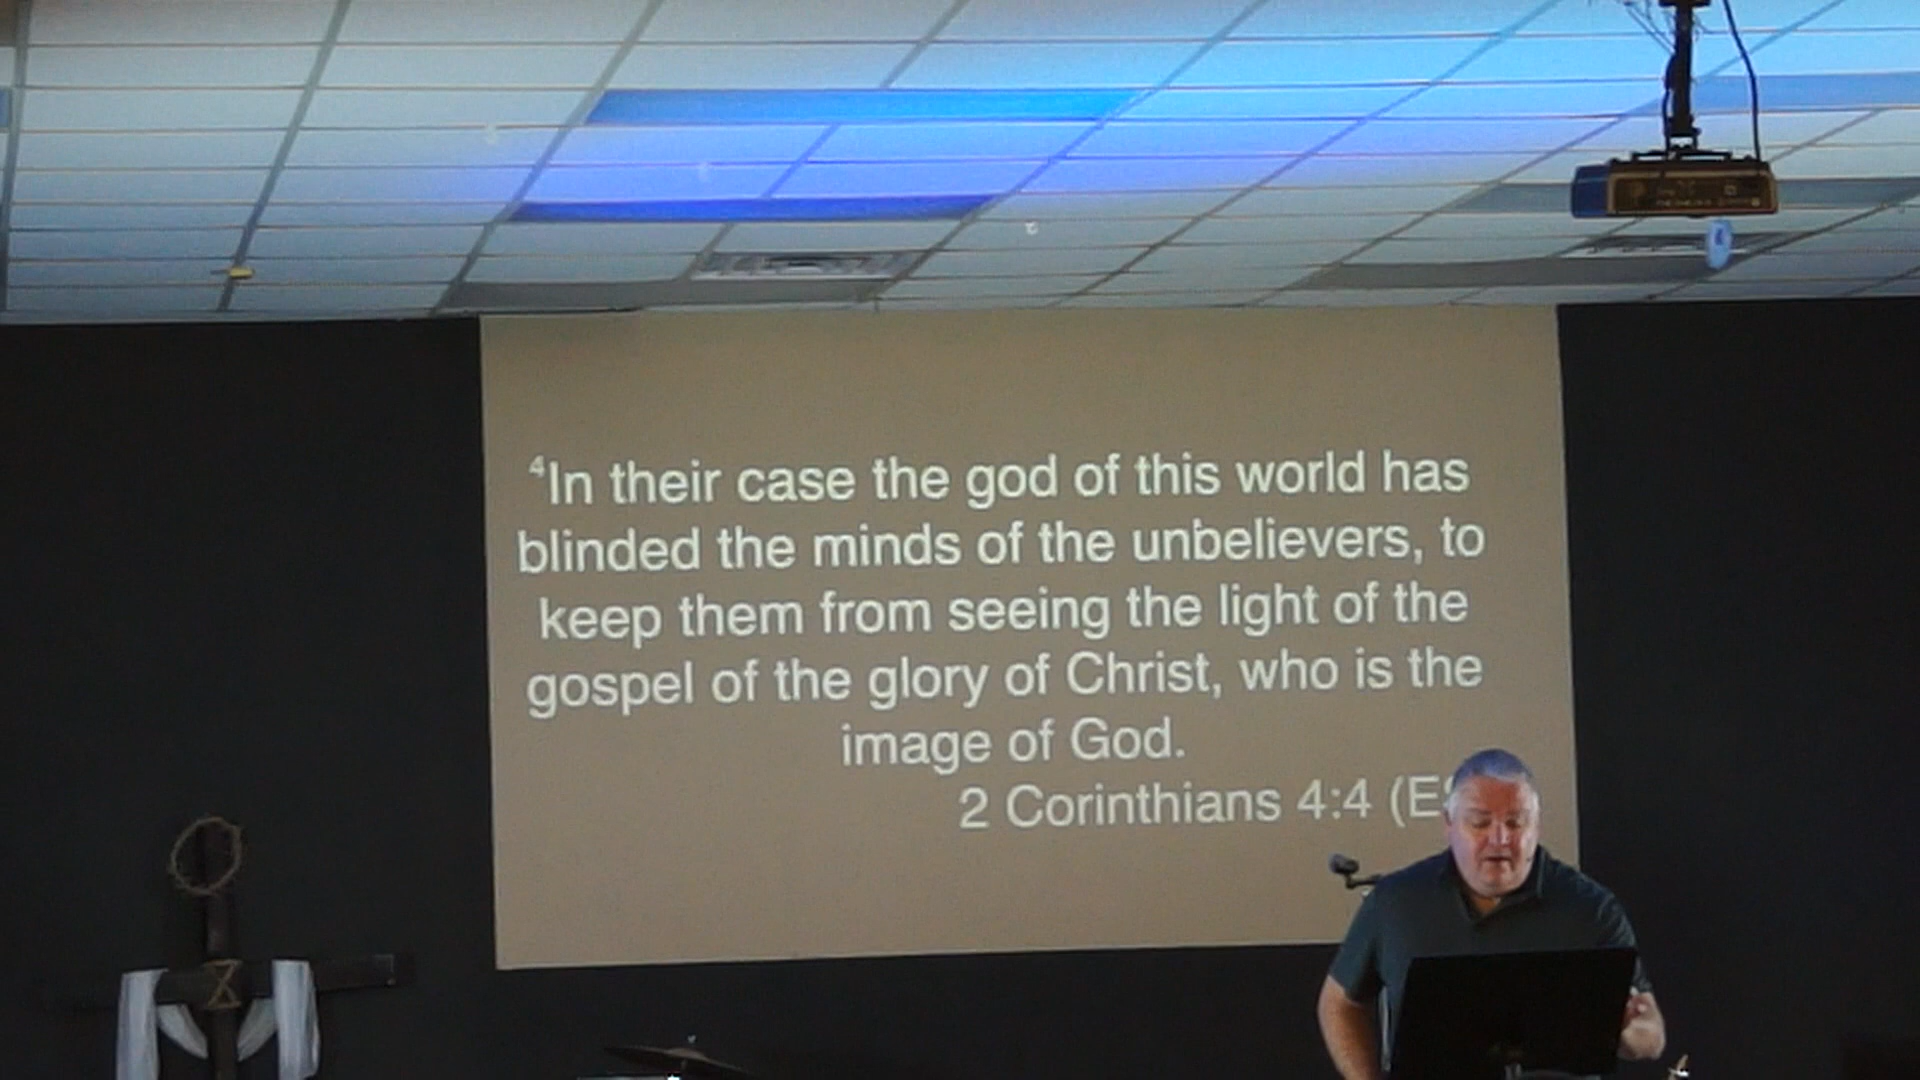 ⁴In their case the god of this world has
blinded the minds of the unbelievers, to
keep them from seeing the light of the
gospel of the glory of Christ, who is the
image of God.
2 Corinthians 4:4 (E